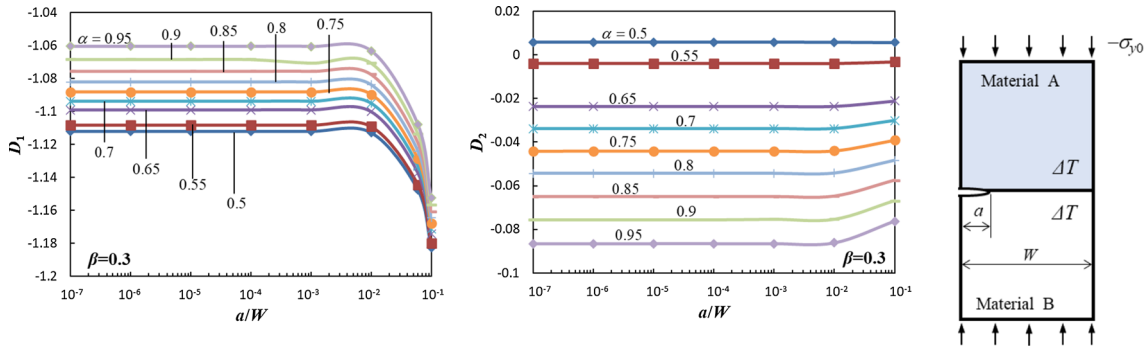 -1.04
-1.06
-1.08
-1.1
-1.12
-1.14
-1.16
-1.18
-1.2
D₁
α = 0.95
0.9
0.85
0.8
0.75
0.7
0.65
0.55
0.5
β=0.3
10⁻⁷ 10⁻⁶ 10⁻⁵ 10⁻⁴ 10⁻³ 10⁻² 10⁻¹
a/W
0.02
0
-0.02
-0.04
-0.06
-0.08
-0.1
D₂
α=0.5
0.55
0.65
0.7
0.75
0.8
0.85
0.9
0.95
β=0.3
10⁻⁷ 10⁻⁶ 10⁻⁵ 10⁻⁴ 10⁻³ 10⁻² 10⁻¹
a/W
−σy0
Material A
ΔT
ΔT
a
W
Material B